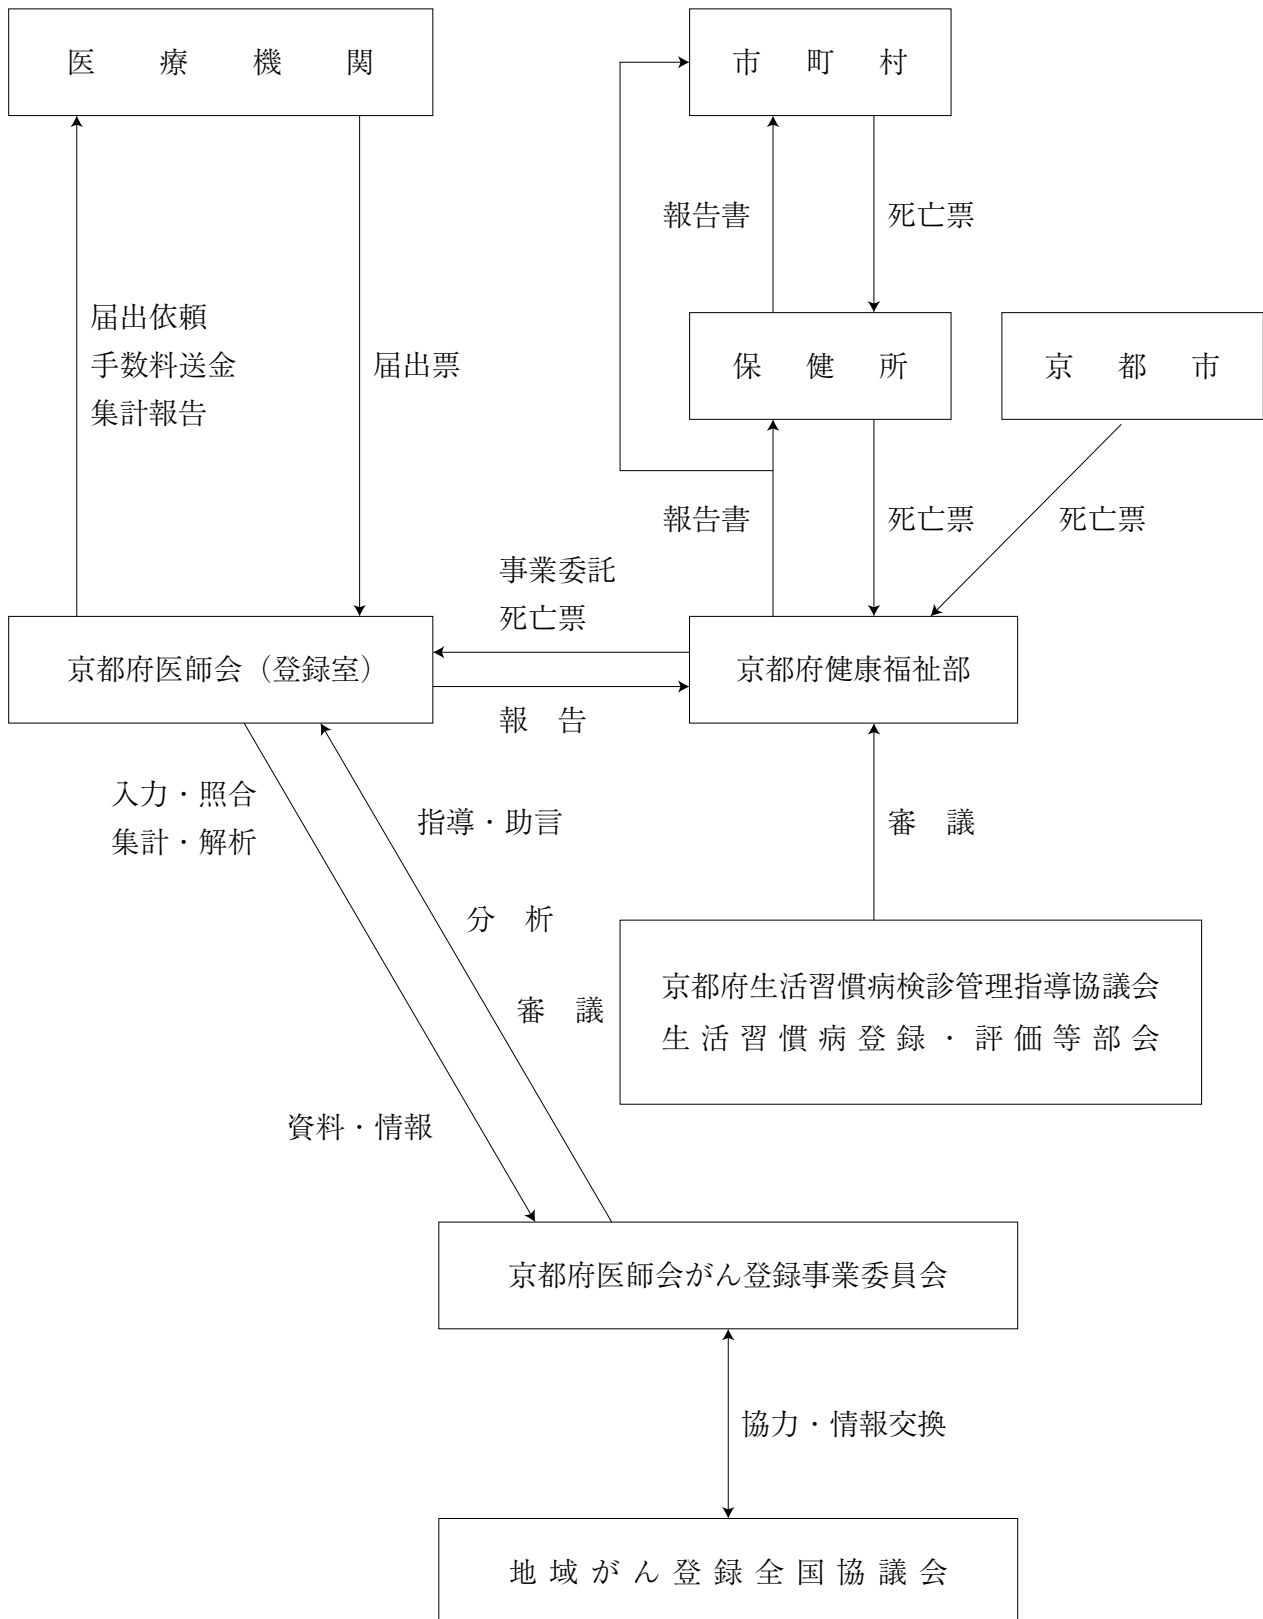 医療機関
市町村
報告書
死亡票
届出依頼
手数料送金
集計報告
届出票
保健所
京都市
報告書
死亡票
死亡票
事業委託
死亡票
京都府医師会（登録室）
京都府健康福祉部
報告
入力・照合
集計・解析
指導・助言
審議
分析
審議
京都府生活習慣病検診管理指導協議会
生活習慣病登録・評価等部会
資料・情報
京都府医師会がん登録事業委員会
協力・情報交換
地域がん登録全国協議会